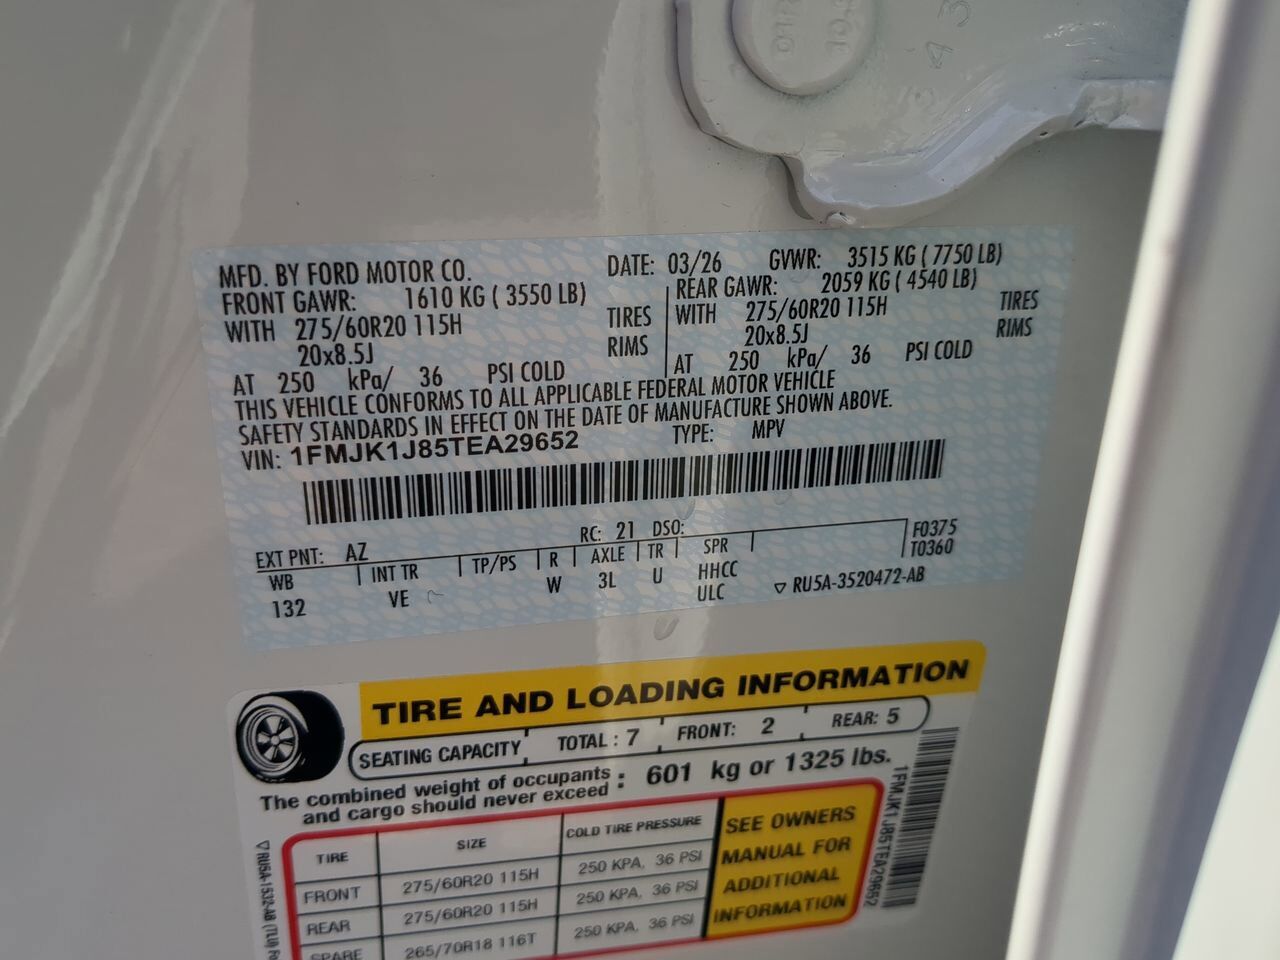 43
MFD. BY FORD MOTOR CO.
DATE: 03/26
GVWR: 3515 KG ( 7750 LB)
FRONT GAWR: 1610 KG ( 3550 LB)
REAR GAWR: 2059 KG ( 4540 LB)
WITH 275/60R20 115H TIRES
WITH 275/60R20 115H TIRES
20x8.5J RIMS
20x8.5J RIMS
AT 250 kPa/ 36 PSI COLD
AT 250 kPa/ 36 PSI COLD
THIS VEHICLE CONFORMS TO ALL APPLICABLE FEDERAL MOTOR VEHICLE
SAFETY STANDARDS IN EFFECT ON THE DATE OF MANUFACTURE SHOWN ABOVE.
VIN: 1FMJK1J85TEA29652 TYPE: MPV
RC: 21 DSO:
EXT PNT: AZ
F0375
T0360
WB INT TR TP/PS R AXLE TR SPR
132 VE W 3L U HHCC
ULC
▽ RU5A-3520472-AB
TIRE AND LOADING INFORMATION
SEATING CAPACITY TOTAL : 7 FRONT: 2 REAR: 5
The combined weight of occupants
and cargo should never exceed : 601 kg or 1325 lbs.
TIRE SIZE COLD TIRE PRESSURE
FRONT 275/60R20 115H 250 KPA, 36 PSI
REAR 275/60R20 115H 250 KPA, 36 PSI
SPARE 265/70R18 116T 250 KPA, 36 PSI
SEE OWNERS
MANUAL FOR
ADDITIONAL
INFORMATION
1FMJK1J85TEA29652
▽ RU5A-1532-AB (TLU)